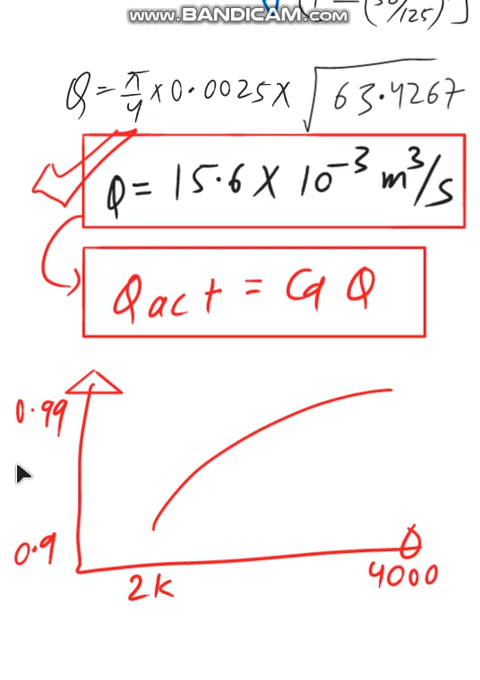 www.BANDICAM.com
/125)]
Q = π/4 × 0.0025 × √63.4267
Q = 15.6 × 10⁻³ m³/s
Qact = Cd Q
0.99
0.9
2K
4000